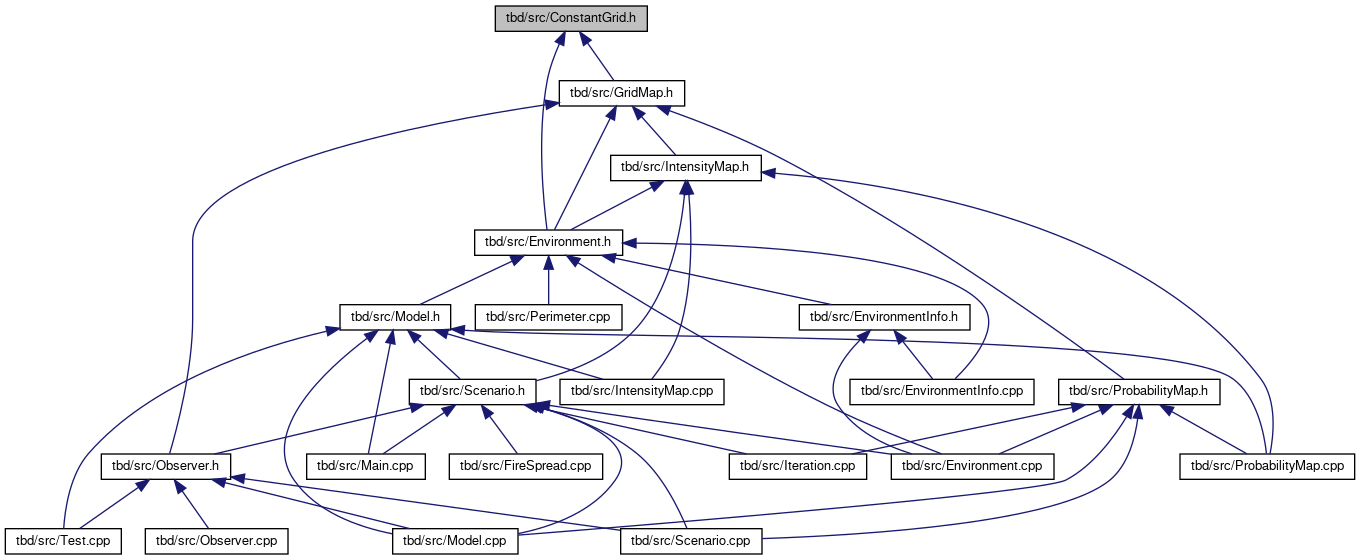 tbd/src/ConstantGrid.h
tbd/src/GridMap.h
tbd/src/IntensityMap.h
tbd/src/Environment.h
tbd/src/Model.h
tbd/src/Perimeter.cpp
tbd/src/EnvironmentInfo.h
tbd/src/Scenario.h
tbd/src/IntensityMap.cpp
tbd/src/EnvironmentInfo.cpp
tbd/src/ProbabilityMap.h
tbd/src/Observer.h
tbd/src/Main.cpp
tbd/src/FireSpread.cpp
tbd/src/Iteration.cpp
tbd/src/Environment.cpp
tbd/src/ProbabilityMap.cpp
tbd/src/Test.cpp
tbd/src/Observer.cpp
tbd/src/Model.cpp
tbd/src/Scenario.cpp